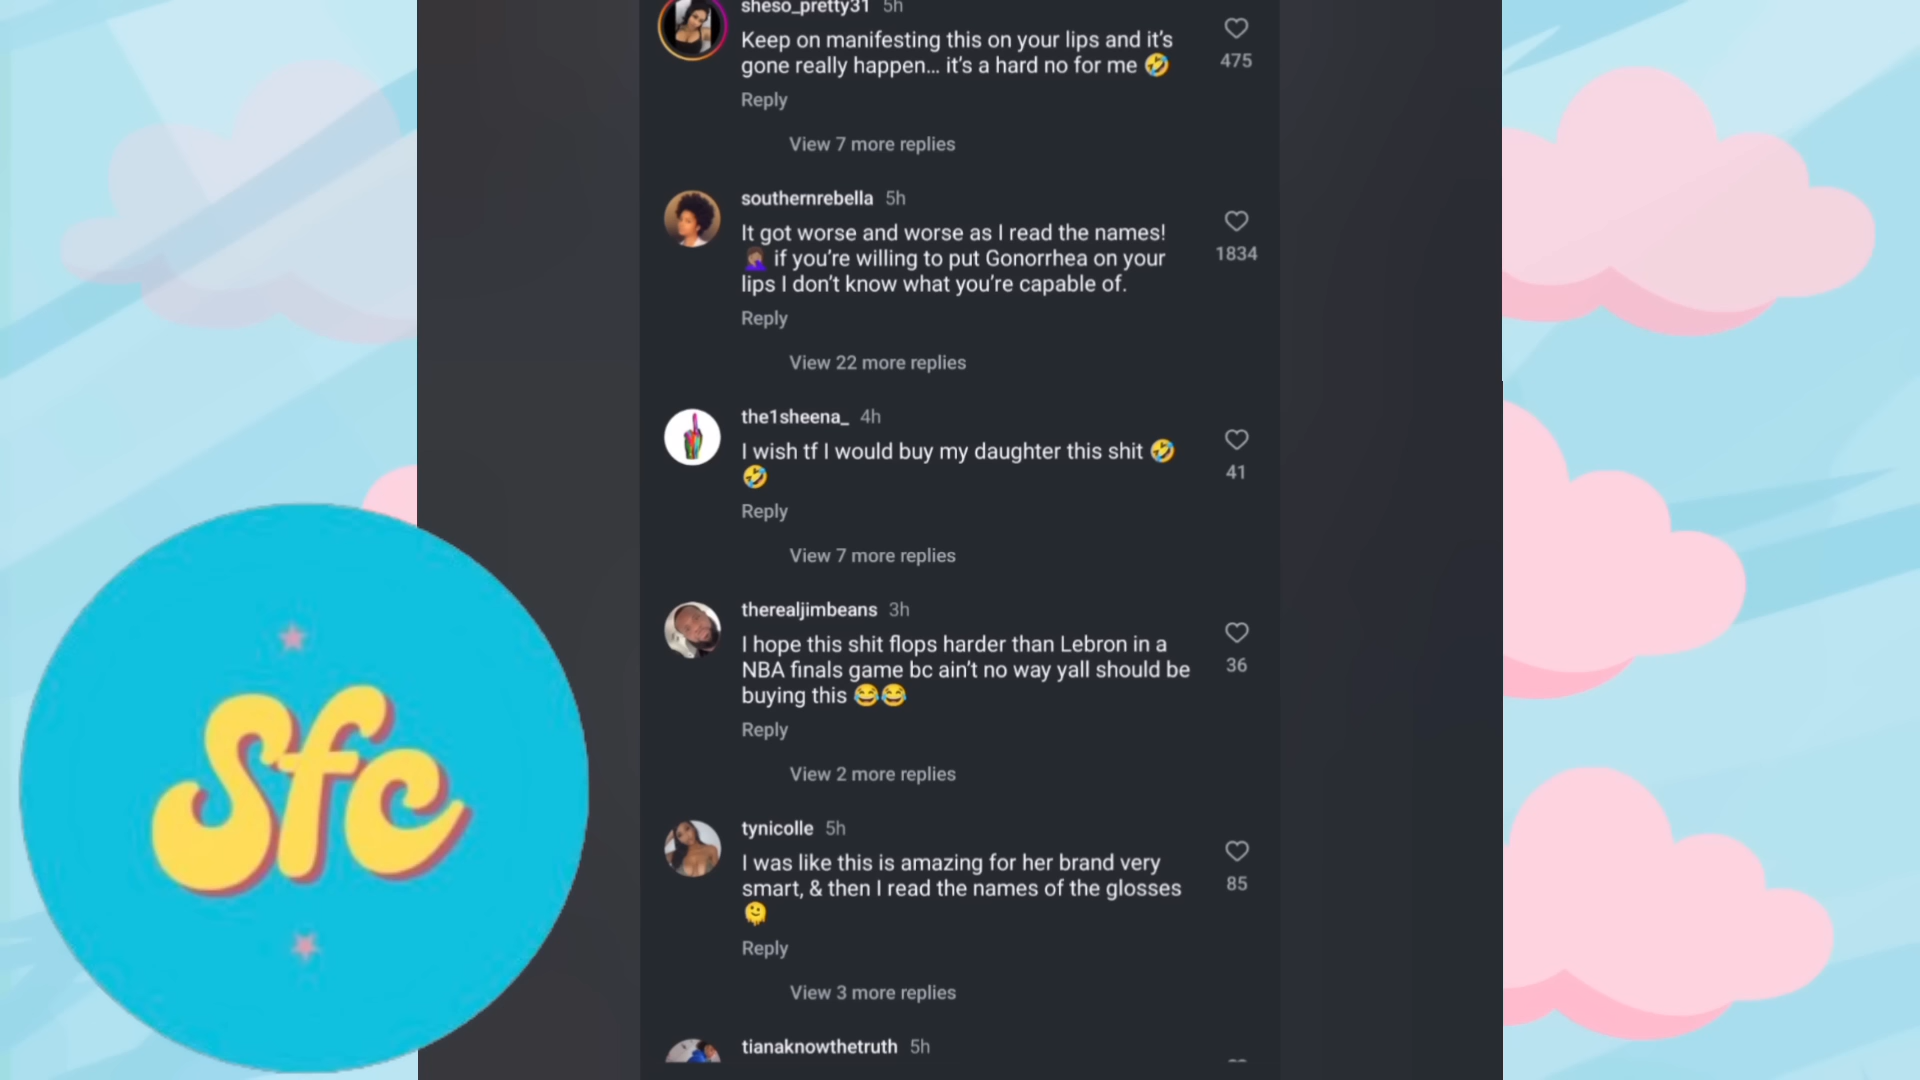 sheso_pretty31 5h
Keep on manifesting this on your lips and it's
gone really happen... it's a hard no for me 🤣
475
Reply
View 7 more replies
southernrebella 5h
It got worse and worse as I read the names!
🤦🏽‍♀️ if you're willing to put Gonorrhea on your
lips I don't know what you're capable of.
1834
Reply
View 22 more replies
the1sheena_ 4h
I wish tf I would buy my daughter this shit 🤣
🤣
41
Reply
View 7 more replies
therealjimbeans 3h
I hope this shit flops harder than Lebron in a
NBA finals game bc ain't no way yall should be
buying this 😂😂
36
Reply
View 2 more replies
tynicolle 5h
I was like this is amazing for her brand very
smart, & then I read the names of the glosses
🫠
85
Reply
View 3 more replies
tianaknowthetruth 5h
Sfc